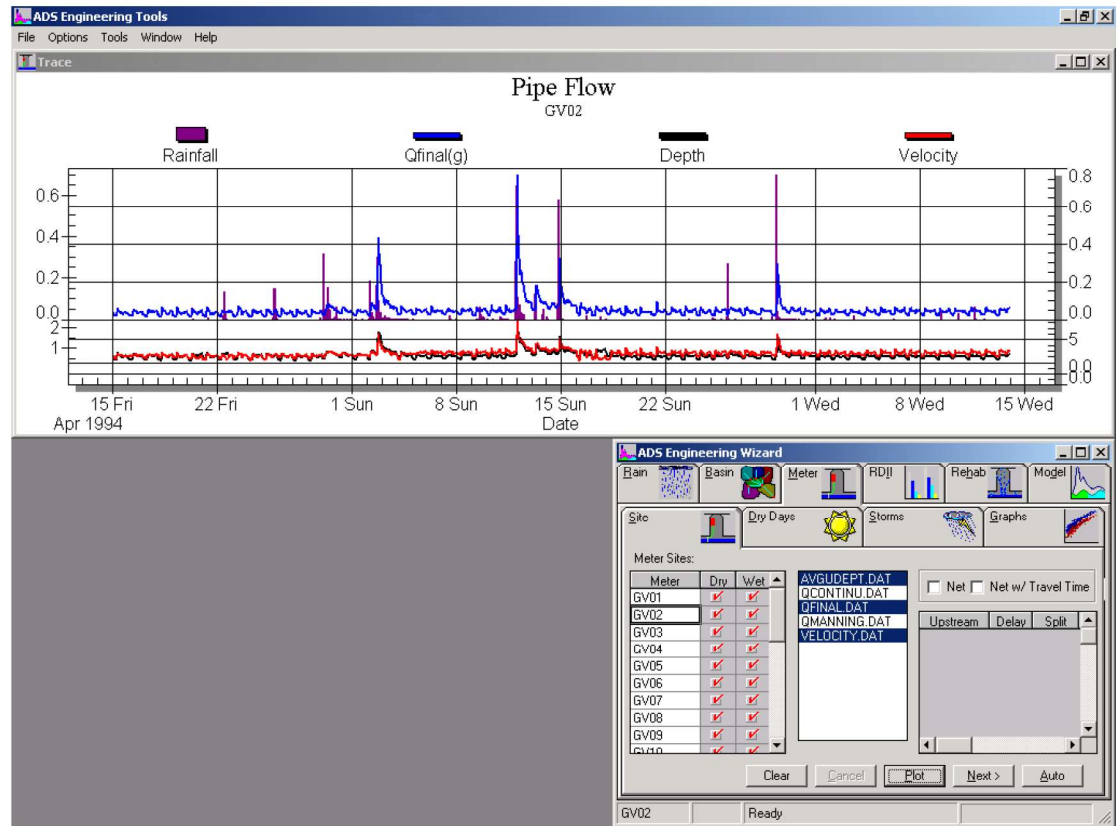 ADS Engineering Tools
File Options Tools Window Help
Trace
Pipe Flow
GV02
Rainfall Qfinal(g) Depth Velocity
0.6
0.4
0.2
0.0
2
1
0.8
0.6
0.4
0.2
0.0
5
0.0
15 Fri 22 Fri 1 Sun 8 Sun 15 Sun 22 Sun 1 Wed 8 Wed 15 Wed
Apr 1994 Date
ADS Engineering Wizard
Rain Basin Meter RDII Rehab Model
Site Dry Days Storms Graphs
Meter Sites:
Meter Dry Wet
GV01
GV02
GV03
GV04
GV05
GV06
GV07
GV08
GV09
GV10
AVGUDEPT.DAT
QCONTINU.DAT
QFINAL.DAT
QMANNING.DAT
VELOCITY.DAT
Net Net w/ Travel Time
Upstream Delay Split
Clear Cancel Plot Next > Auto
GV02 Ready